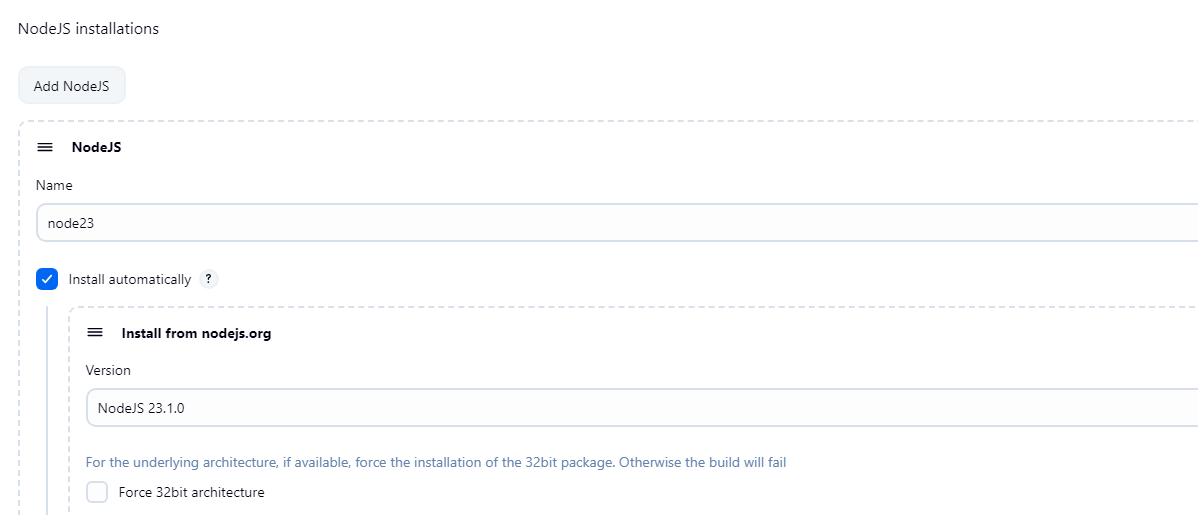 NodeJS installations
Add NodeJS
NodeJS
Name
node23
Install automatically ?
Install from nodejs.org
Version
NodeJS 23.1.0
For the underlying architecture, if available, force the installation of the 32bit package. Otherwise the build will fail
Force 32bit architecture